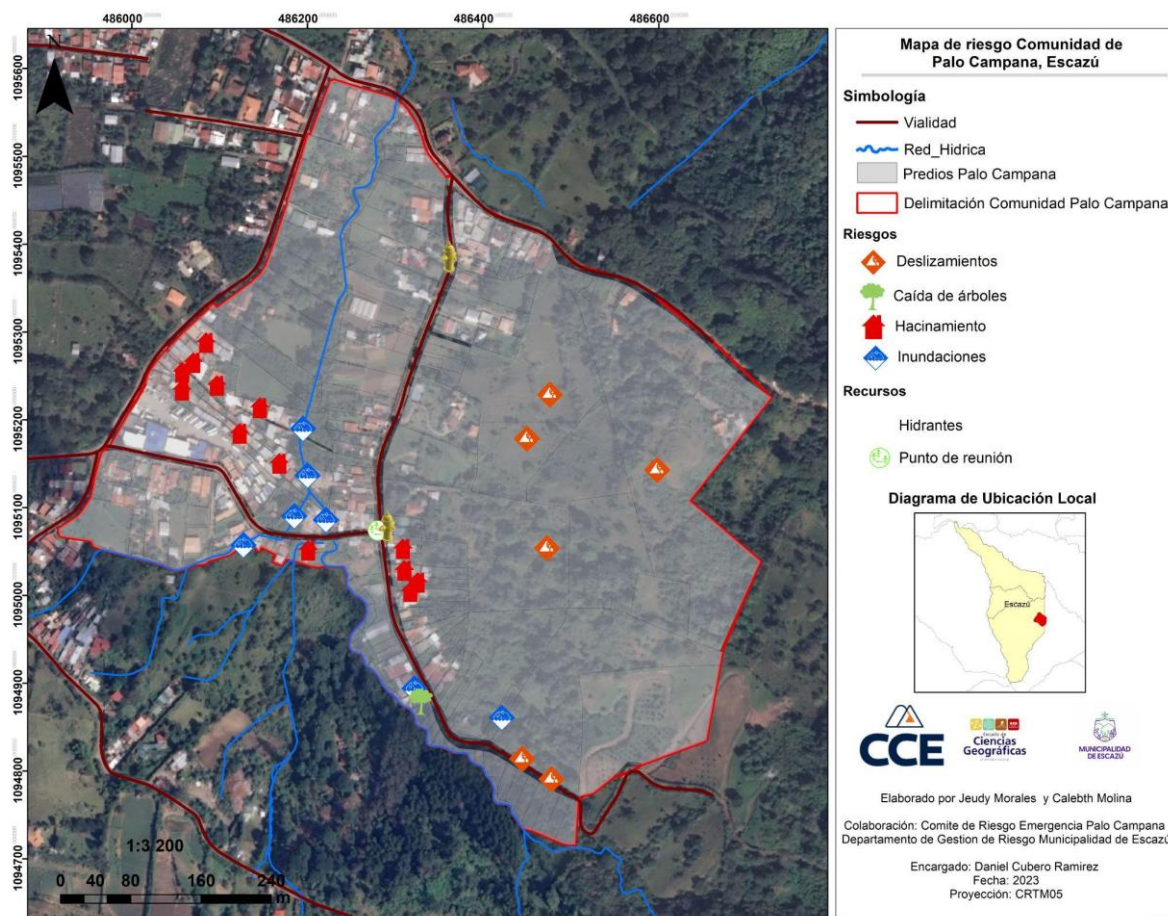 486000
486200
486400
486600
1095600
1095500
1095400
1095300
1095200
1095100
1095000
1094900
1094800
1094700
N
1:3 200
0 40 80 160 240
m
Mapa de riesgo Comunidad de
Palo Campana, Escazú
Simbología
Vialidad
Red_Hidrica
Predios Palo Campana
Delimitación Comunidad Palo Campana
Riesgos
Deslizamientos
Caída de árboles
Hacinamiento
Inundaciones
Recursos
Hidrantes
Punto de reunión
Diagrama de Ubicación Local
Escazú
CCE
Escuela de
Ciencias
Geográficas
MUNICIPALIDAD
DE ESCAZÚ
Elaborado por Jeudy Morales y Calebth Molina
Colaboración: Comite de Riesgo Emergencia Palo Campana
Departamento de Gestion de Riesgo Municipalidad de Escazú
Encargado: Daniel Cubero Ramirez
Fecha: 2023
Proyección: CRTM05